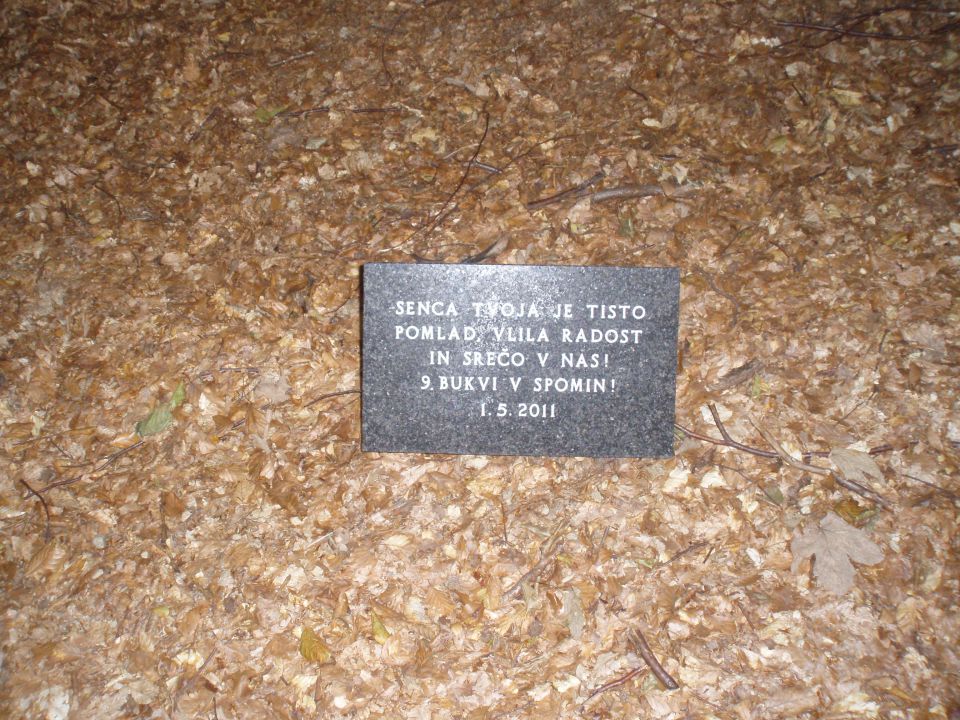 SENCA TVOJA JE TISTO
POMLAD VLILA RADOST
IN SREČO V NAS!
9. BUKVI V SPOMIN!
1. 5. 2011